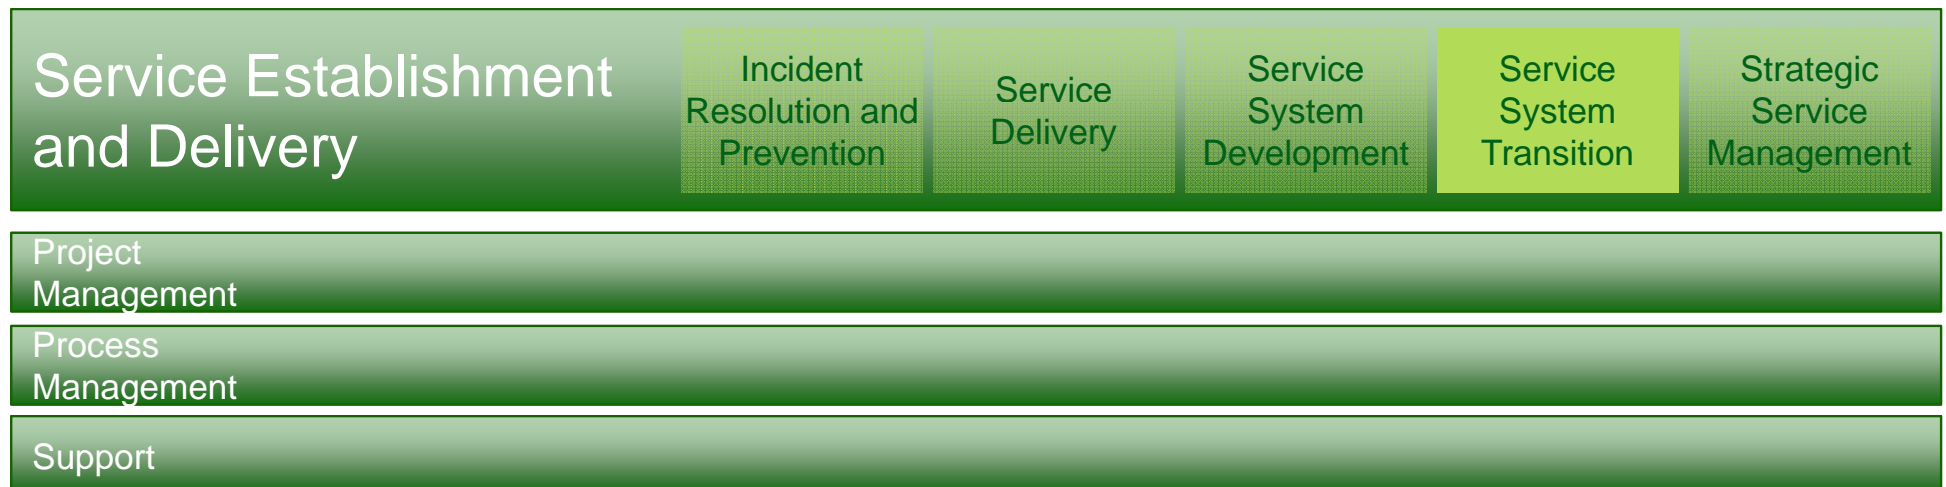 Service Establishment
and Delivery
Incident
Resolution and
Prevention
Service
Delivery
Service
System
Development
Service
System
Transition
Strategic
Service
Management
Project
Management
Process
Management
Support